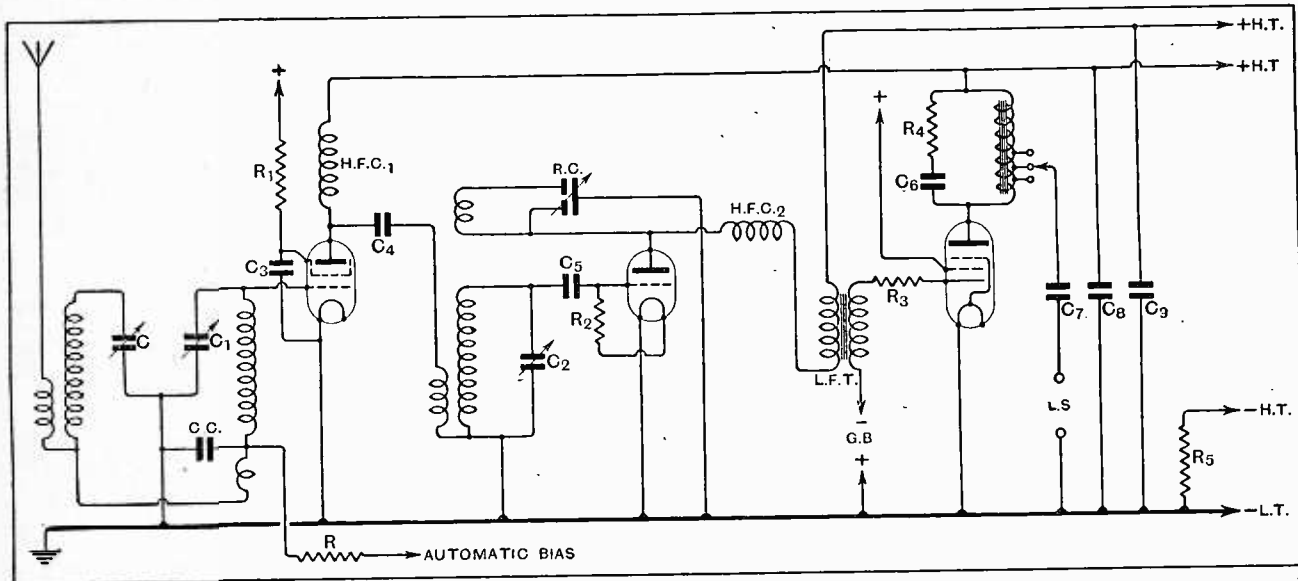 +H.T.
+H.T
+
+
R1
H.F.C.1
R.C.
R4
C6
H.F.C.2
C3
C4
C5
R3
C7
C8
C9
C
C1
R2
C2
L.F.T.
L.S
-H.T.
C.C.
-
G.B
+
R5
-L.T.
R
AUTOMATIC BIAS